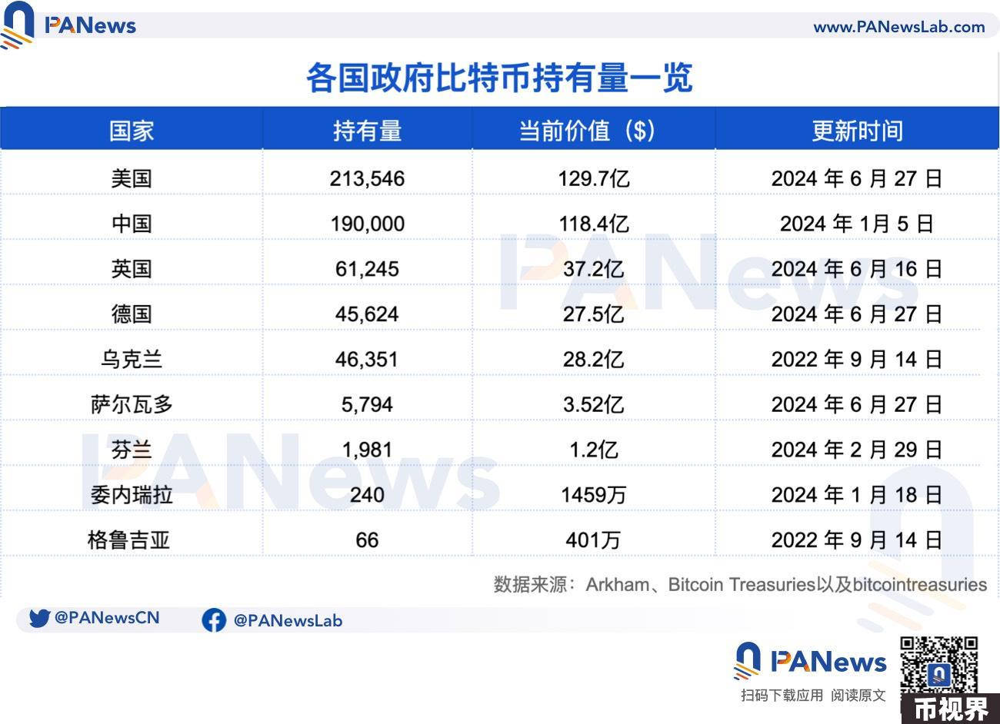 PANews
www.PANewsLab.com
各国政府比特币持有量一览
国家 持有量 当前价值（$） 更新时间
美国 213,546 129.7亿 2024 年 6 月 27 日
中国 190,000 118.4亿 2024 年 1月 5 日
英国 61,245 37.2亿 2024 年 6 月 16 日
德国 45,624 27.5亿 2024 年 6 月 27 日
乌克兰 46,351 28.2亿 2022 年 9 月 14 日
萨尔瓦多 5,794 3.52亿 2024 年 6 月 27 日
芬兰 1,981 1.2亿 2024 年 2 月 29 日
委内瑞拉 240 1459万 2024 年 1 月 18 日
格鲁吉亚 66 401万 2022 年 9 月 14 日
PANews
PANews
数据来源：Arkham、Bitcoin Treasuries以及bitcointreasuries
@PANewsCN @PANewsLab
PANews
扫码下载应用 阅读原文
币视界